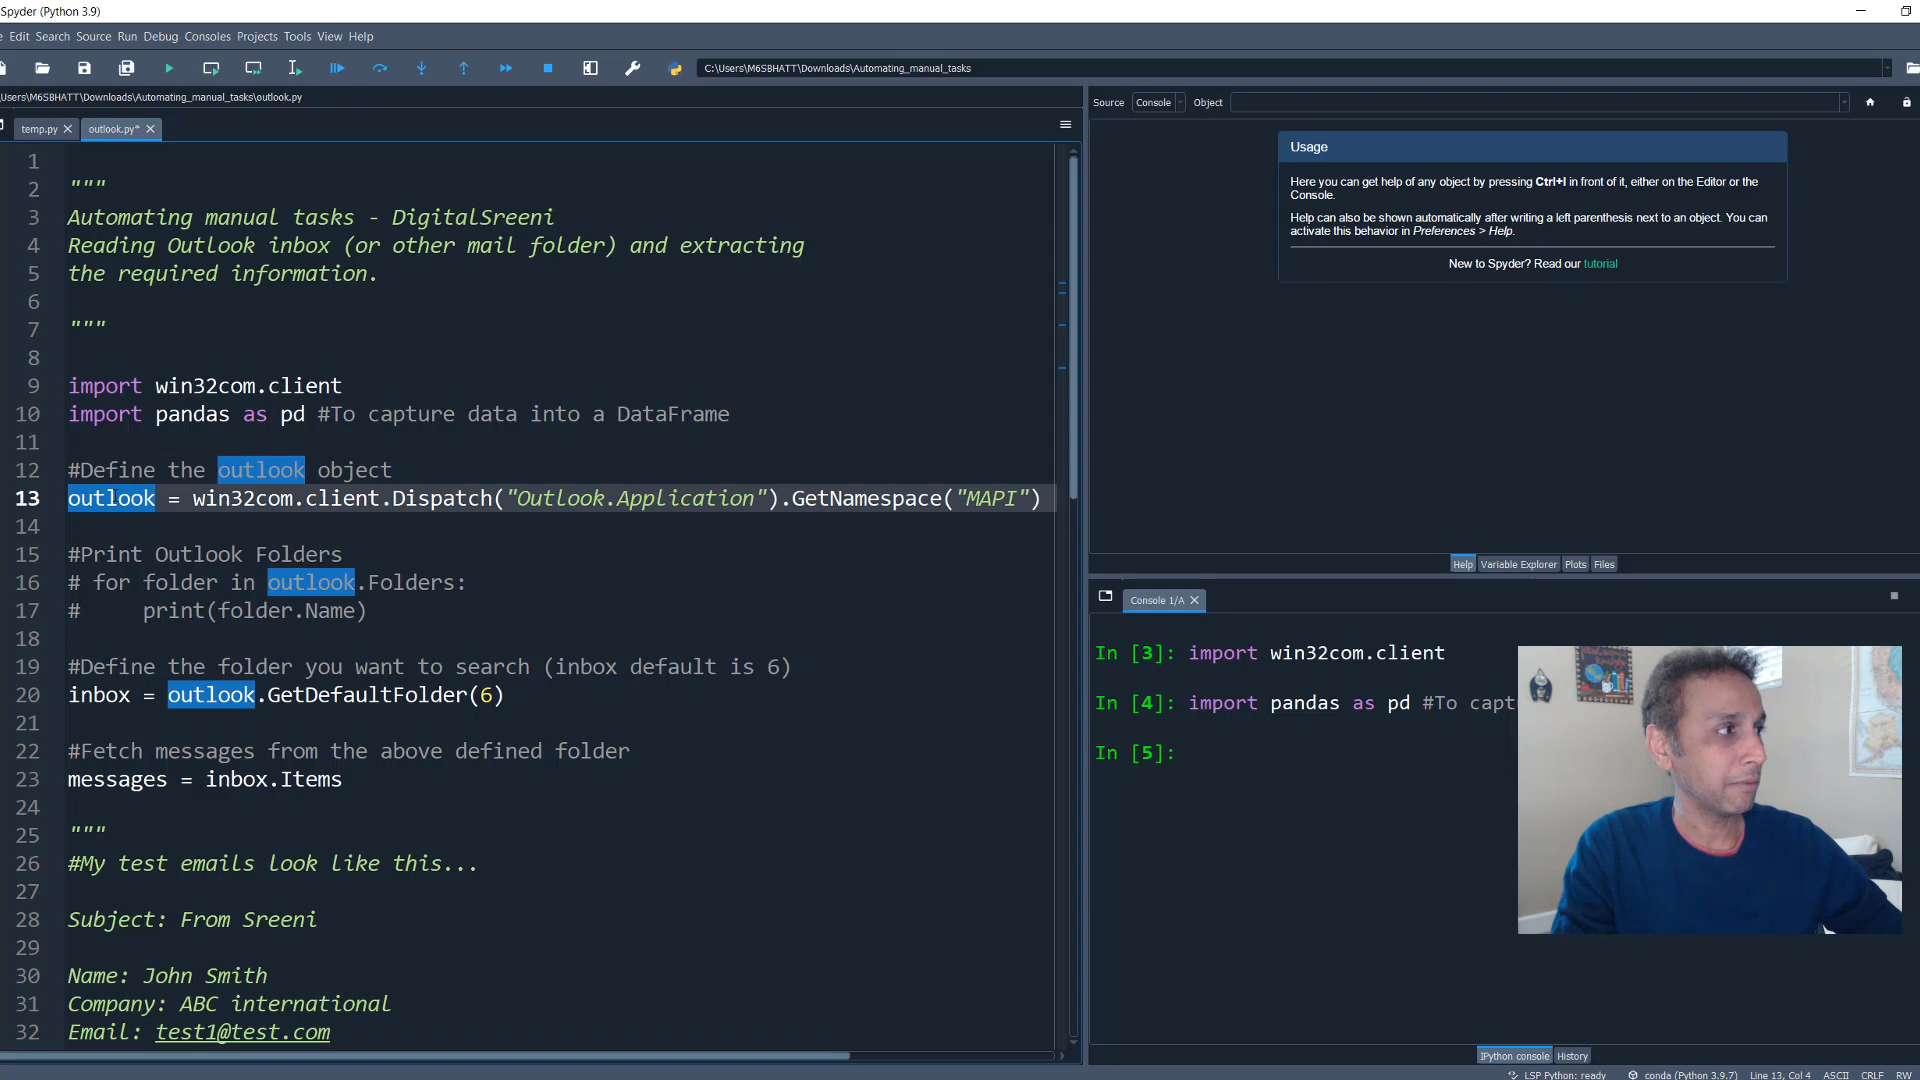 Spyder (Python 3.9)
Edit Search Source Run Debug Consoles Projects Tools View Help
C:\Users\M6SBHATT\Downloads\Automating_manual_tasks
Users\M6SBHATT\Downloads\Automating_manual_tasks\outlook.py
temp.py outlook.py*
1
2 """
3 Automating manual tasks - DigitalSreeni
4 Reading Outlook inbox (or other mail folder) and extracting
5 the required information.
6
7 """
8
9 import win32com.client
10 import pandas as pd #To capture data into a DataFrame
11
12 #Define the outlook object
13 outlook = win32com.client.Dispatch("Outlook.Application").GetNamespace("MAPI")
14
15 #Print Outlook Folders
16 # for folder in outlook.Folders:
17 #     print(folder.Name)
18
19 #Define the folder you want to search (inbox default is 6)
20 inbox = outlook.GetDefaultFolder(6)
21
22 #Fetch messages from the above defined folder
23 messages = inbox.Items
24
25 """
26 #My test emails look like this...
27
28 Subject: From Sreeni
29
30 Name: John Smith
31 Company: ABC international
32 Email: test1@test.com
Source Console Object
Usage
Here you can get help of any object by pressing Ctrl+I in front of it, either on the Editor or the
Console.
Help can also be shown automatically after writing a left parenthesis next to an object. You can
activate this behavior in Preferences > Help.
New to Spyder? Read our tutorial
Help Variable Explorer Plots Files
Console 1/A
In [3]: import win32com.client
In [4]: import pandas as pd #To capt
In [5]:
IPython console History
LSP Python: ready conda (Python 3.9.7) Line 13, Col 4 ASCII CRLF RW